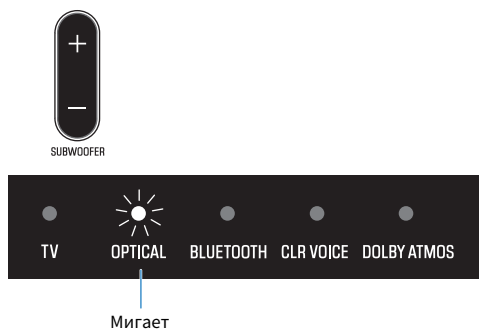 SUBWOOFER
TV OPTICAL BLUETOOTH CLR VOICE DOLBY ATMOS
Мигает